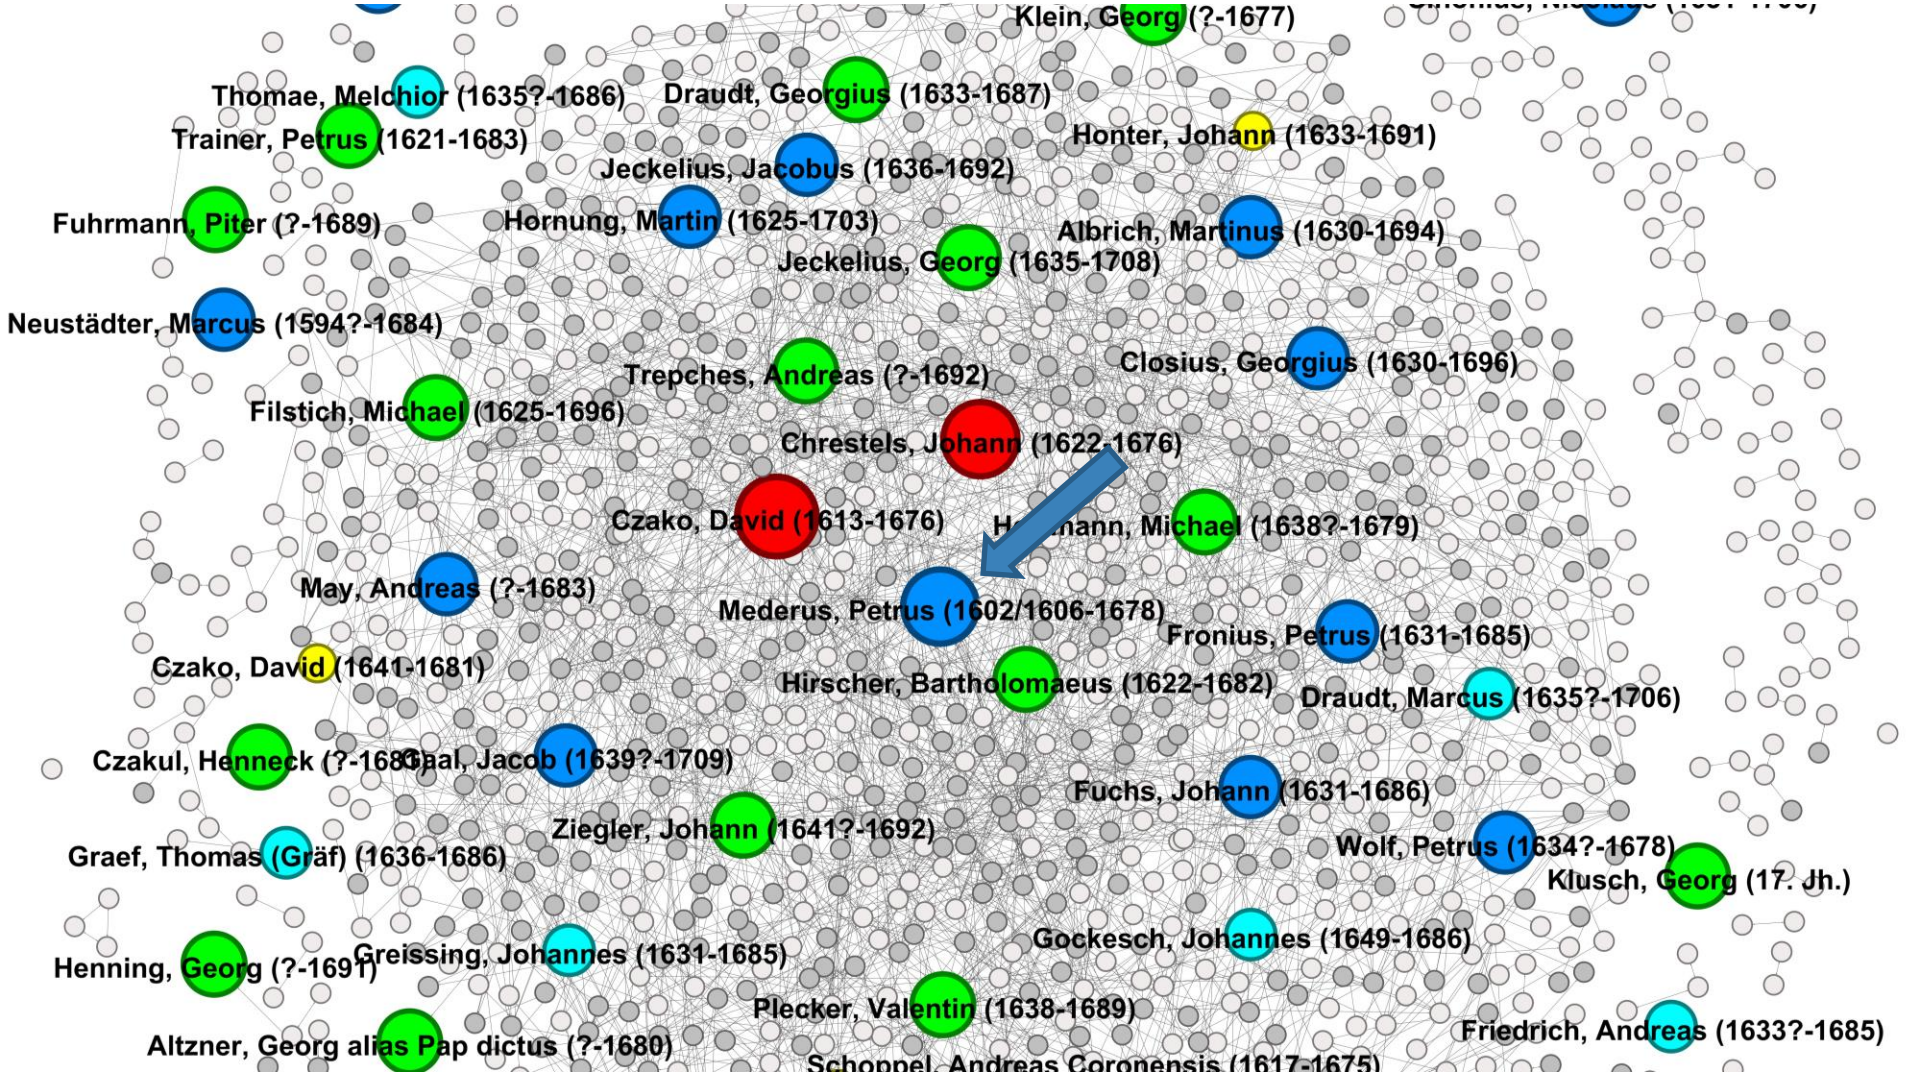 Klein, Georg (?-1677)
Thomae, Melchior (1635?-1686)
Draudt, Georgius (1633-1687)
Trainer, Petrus (1621-1683)
Honter, Johann (1633-1691)
Jeckelius, Jacobus (1636-1692)
Fuhrmann, Piter (?-1689)
Hornung, Martin (1625-1703)
Albrich, Martinus (1630-1694)
Jeckelius, Georg (1635-1708)
Neustädter, Marcus (1594?-1684)
Closius, Georgius (1630-1696)
Trepches, Andreas (?-1692)
Filstich, Michael (1625-1696)
Chrestels, Johann (1622-1676)
Czako, David (1613-1676)
Michael (1638?-1679)
May, Andreas (?-1683)
Mederus, Petrus (1602/1606-1678)
Fronius, Petrus (1631-1685)
Czako, David (1641-1681)
Hirscher, Bartholomaeus (1622-1682)
Draudt, Marcus (1635?-1706)
Czakul, Henneck
Gaal, Jacob (1639?-1709)
Fuchs, Johann (1631-1686)
Ziegler, Johann (1641?-1692)
Wolf, Petrus (1634?-1678)
Graef, Thomas (Gräf) (1636-1686)
Klusch, Georg (17. Jh.)
Gockesch, Johannes (1649-1686)
Greissing, Johannes (1631-1685)
Henning, Georg (?-1691)
Plecker, Valentin (1638-1689)
Friedrich, Andreas (1633?-1685)
Altzner, Georg alias Pap dictus (?-1680)
Schoppel, Andreas Coronensis (1617-1675)